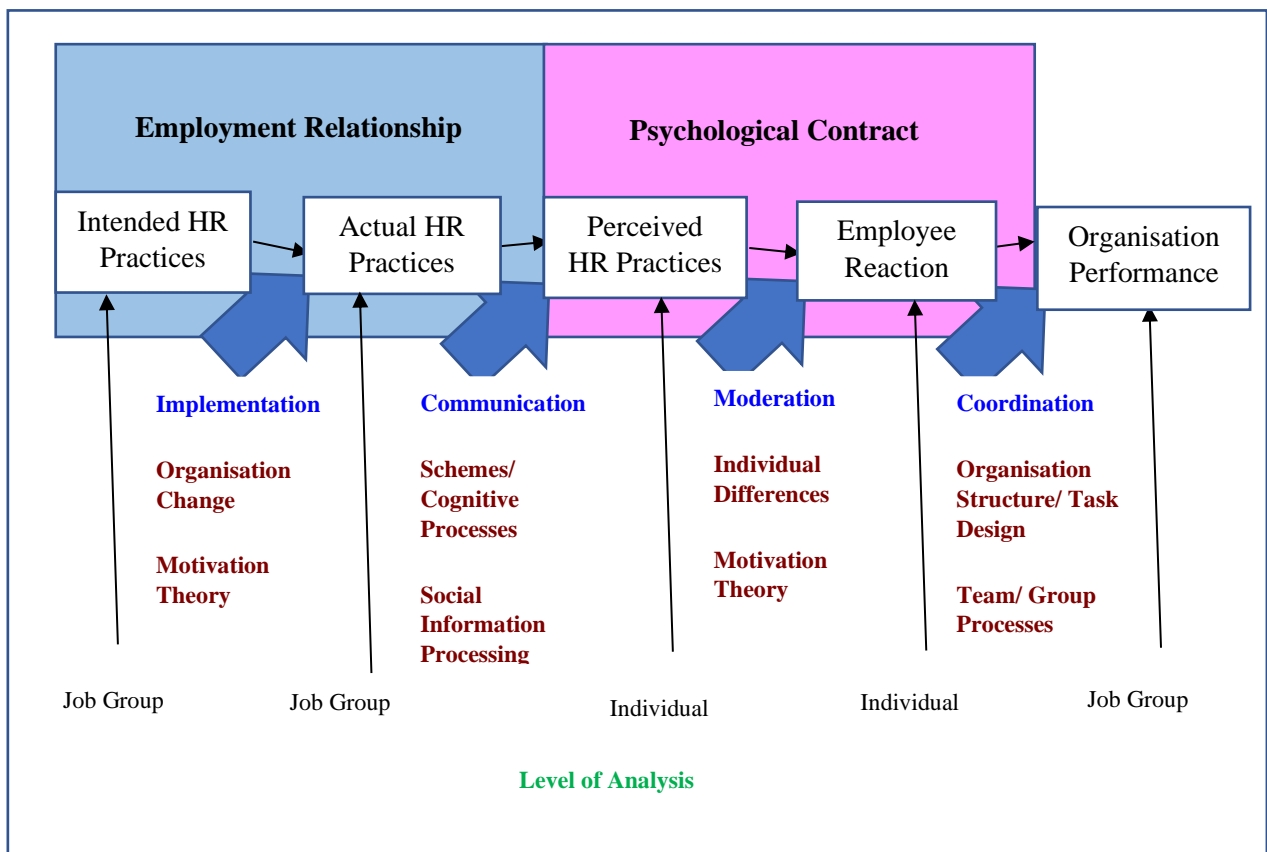 Employment Relationship
Psychological Contract
Intended HR
Practices
Actual HR
Practices
Perceived
HR Practices
Employee
Reaction
Organisation
Performance
Implementation
Organisation
Change
Motivation
Theory
Communication
Schemes/
Cognitive
Processes
Social
Information
Processing
Moderation
Individual
Differences
Motivation
Theory
Coordination
Organisation
Structure/ Task
Design
Team/ Group
Processes
Job Group
Job Group
Individual
Individual
Job Group
Level of Analysis